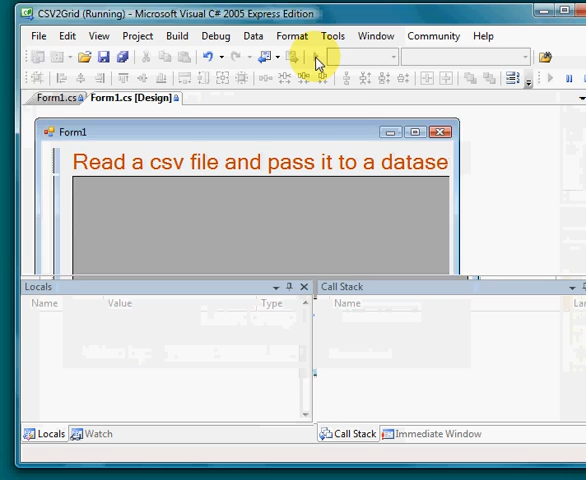 CSV2Grid (Running) - Microsoft Visual C# 2005 Express Edition
File Edit View Project Build Debug Data Format Tools Window Community Help
Form1.cs Form1.cs [Design]
Form1
Read a csv file and pass it to a datase
Locals
Call Stack
Name Value Type
Name Lan
Locals Watch
Call Stack Immediate Window